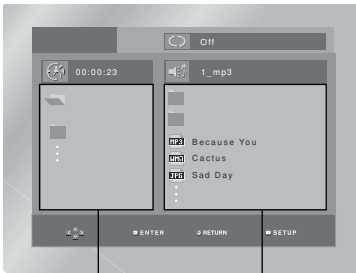 Off
00:00:23
1_mp3
MP3 Because You
WMA Cactus
JPG Sad Day
ENTER RETURN SETUP